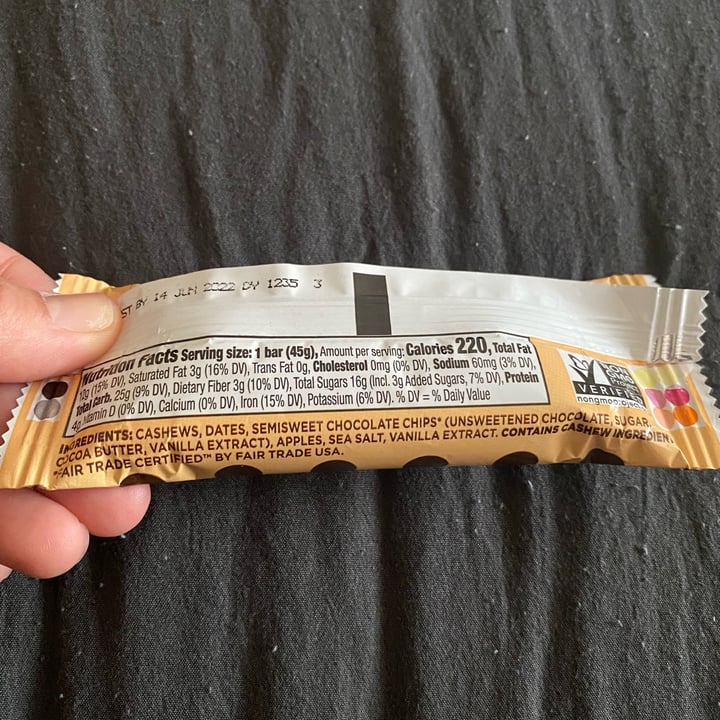 ST BY 14 JUN 2022 CY 1235 3
Nutrition Facts Serving size: 1 bar (45g), Amount per serving: Calories 220, Total Fat
10g (15% DV), Saturated Fat 3g (16% DV), Trans Fat 0g, Cholesterol 0mg (0% DV), Sodium 60mg (3% DV),
Total Carb. 25g (9% DV), Dietary Fiber 3g (10% DV), Total Sugars 16g (Incl. 3g Added Sugars, 7% DV), Protein
4g, Vitamin D (0% DV), Calcium (0% DV), Iron (15% DV), Potassium (6% DV). % DV = % Daily Value
NON
VERIFIED
nongmoproject
INGREDIENTS: CASHEWS, DATES, SEMISWEET CHOCOLATE CHIPS* (UNSWEETENED CHOCOLATE, SUGAR,
COCOA BUTTER, VANILLA EXTRACT), APPLES, SEA SALT, VANILLA EXTRACT. CONTAINS CASHEW INGREDIEN
*FAIR TRADE CERTIFIED™ BY FAIR TRADE USA.